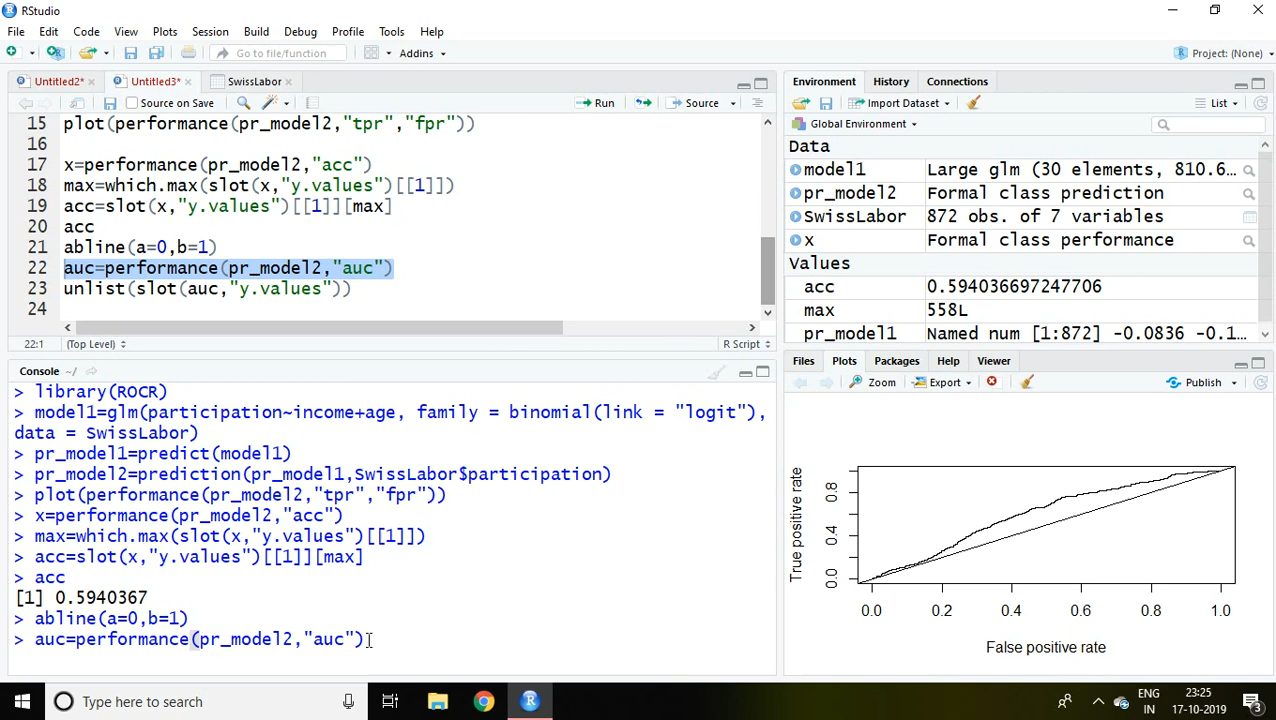 RStudio
File Edit Code View Plots Session Build Debug Profile Tools Help
Go to file/function Addins Project: (None)
Untitled2* Untitled3* SwissLabor
Source on Save Run Source
15 plot(performance(pr_model2,"tpr","fpr"))
16
17 x=performance(pr_model2,"acc")
18 max=which.max(slot(x,"y.values")[[1]])
19 acc=slot(x,"y.values")[[1]][max]
20 acc
21 abline(a=0,b=1)
22 auc=performance(pr_model2,"auc")
23 unlist(slot(auc,"y.values"))
24
22:1 (Top Level) R Script
Console ~/
> library(ROCR)
> model1=glm(participation~income+age, family = binomial(link = "logit"),
data = SwissLabor)
> pr_model1=predict(model1)
> pr_model2=prediction(pr_model1,SwissLabor$participation)
> plot(performance(pr_model2,"tpr","fpr"))
> x=performance(pr_model2,"acc")
> max=which.max(slot(x,"y.values")[[1]])
> acc=slot(x,"y.values")[[1]][max]
> acc
[1] 0.5940367
> abline(a=0,b=1)
> auc=performance(pr_model2,"auc")
Environment History Connections
Import Dataset List
Global Environment
Data
model1 Large glm (30 elements, 810.6…
pr_model2 Formal class prediction
SwissLabor 872 obs. of 7 variables
x Formal class performance
Values
acc 0.594036697247706
max 558L
pr_model1 Named num [1:872] -0.0836 -0.1…
Files Plots Packages Help Viewer
Zoom Export Publish
True positive rate
0.8
0.4
0.0
0.0 0.2 0.4 0.6 0.8 1.0
False positive rate
Type here to search
ENG 23:25
IN 17-10-2019 3